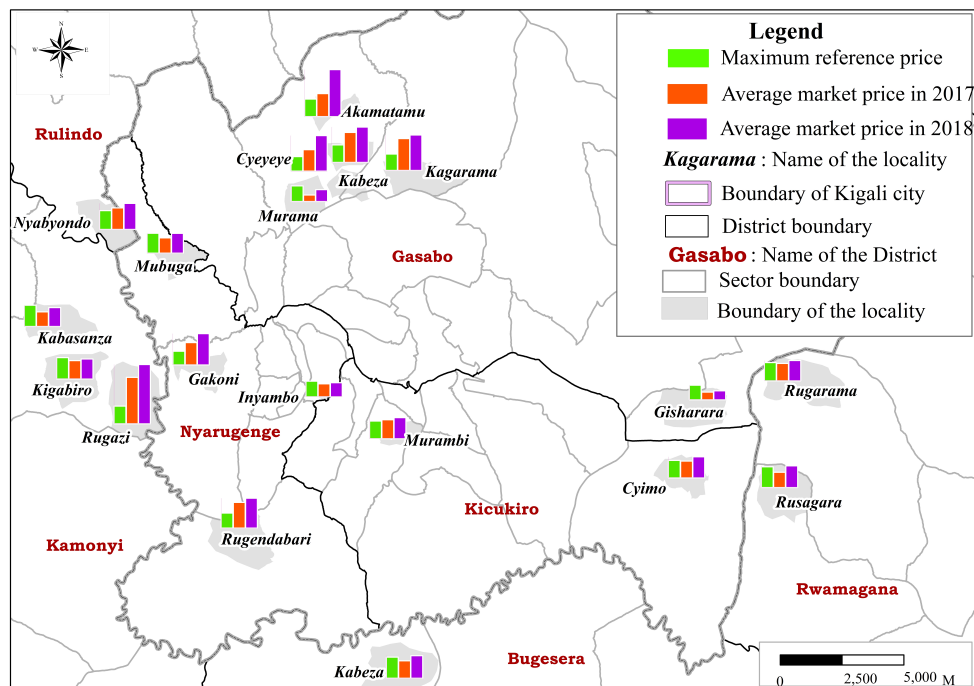 N
W
E
S
Legend
Maximum reference price
Average market price in 2017
Average market price in 2018
Kagarama : Name of the locality
Boundary of Kigali city
District boundary
Gasabo : Name of the District
Sector boundary
Boundary of the locality
Rulindo
Akamatamu
Cyeyeye
Kabeza
Kagarama
Murama
Nyabyondo
Mubuga
Gasabo
Kabasanza
Kigabiro
Gakoni
Inyambo
Rugazi
Nyarugenge
Murambi
Gisharara
Rugarama
Cyimo
Rusagara
Kicukiro
Rugendabari
Kamonyi
Rwamagana
Bugesera
Kabeza
0 2,500 5,000 M